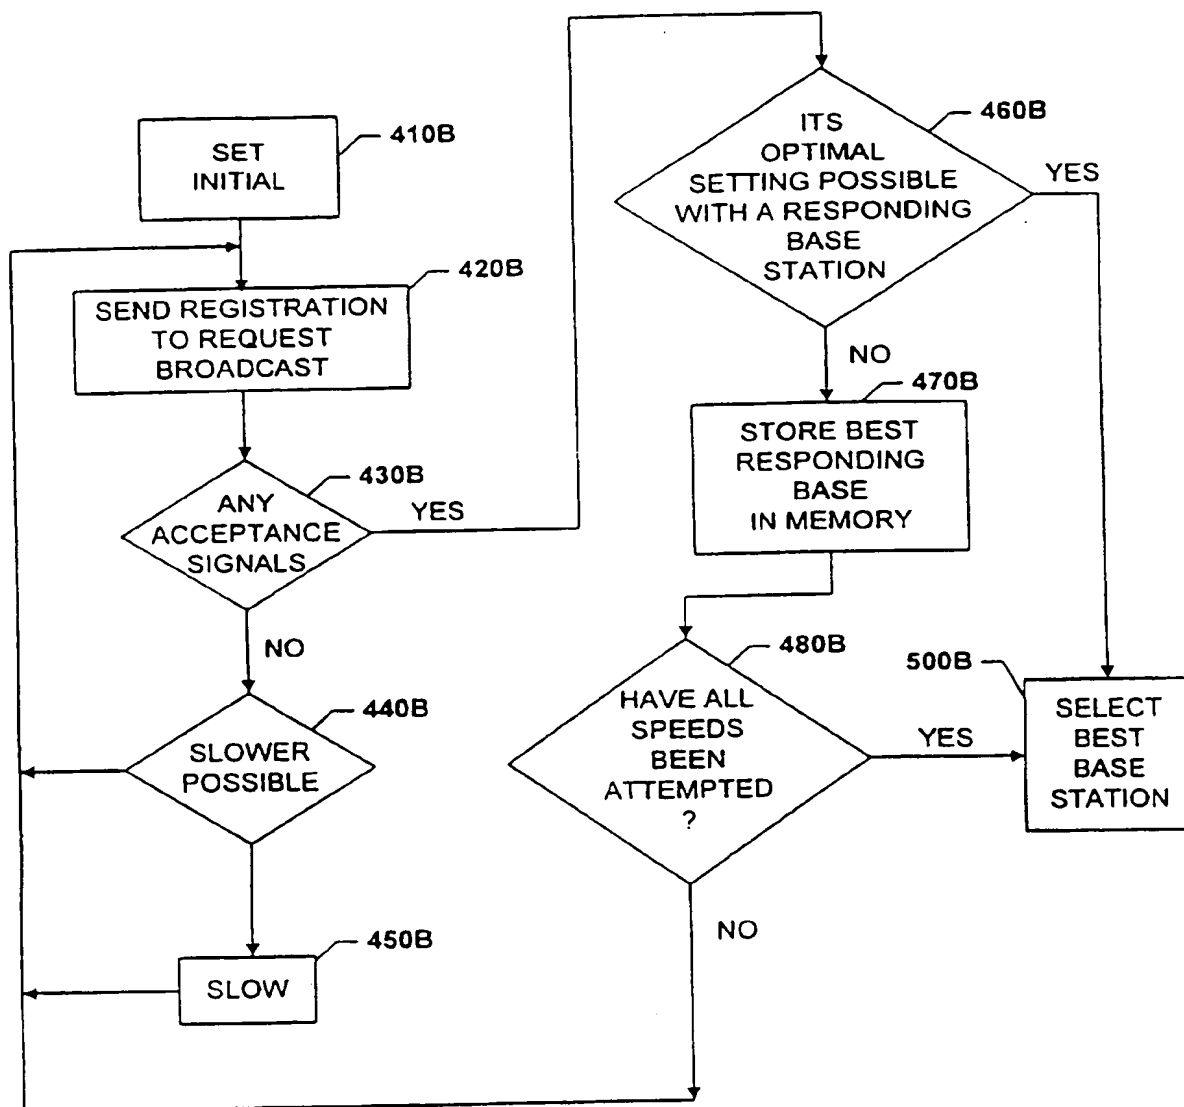 SET
INITIAL
410B
SEND REGISTRATION
TO REQUEST
BROADCAST
420B
ANY
ACCEPTANCE
SIGNALS
430B
YES
NO
SLOWER
POSSIBLE
440B
SLOW
450B
ITS
OPTIMAL
SETTING POSSIBLE
WITH A RESPONDING
BASE
STATION
460B
YES
NO
STORE BEST
RESPONDING
BASE
IN MEMORY
470B
HAVE ALL
SPEEDS
BEEN
ATTEMPTED
?
480B
YES
NO
500B
SELECT
BEST
BASE
STATION